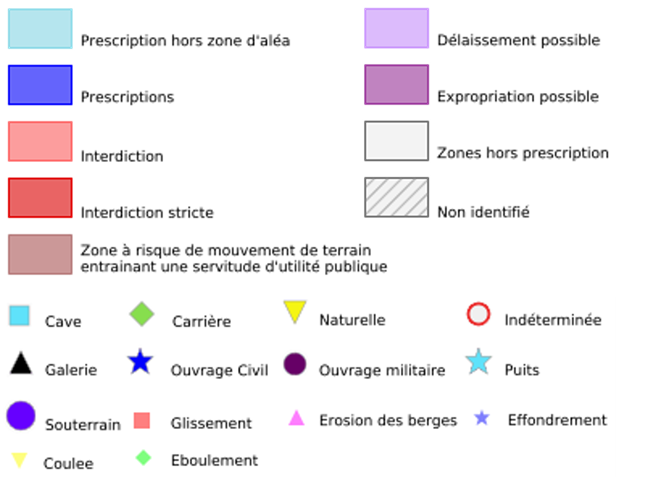 Prescription hors zone d'aléa
Délaissement possible
Prescriptions
Expropriation possible
Interdiction
Zones hors prescription
Interdiction stricte
Non identifié
Zone à risque de mouvement de terrain
entrainant une servitude d'utilité publique
Cave
Carrière
Naturelle
Indéterminée
Galerie
Ouvrage Civil
Ouvrage militaire
Puits
Souterrain
Glissement
Erosion des berges
Effondrement
Coulee
Eboulement